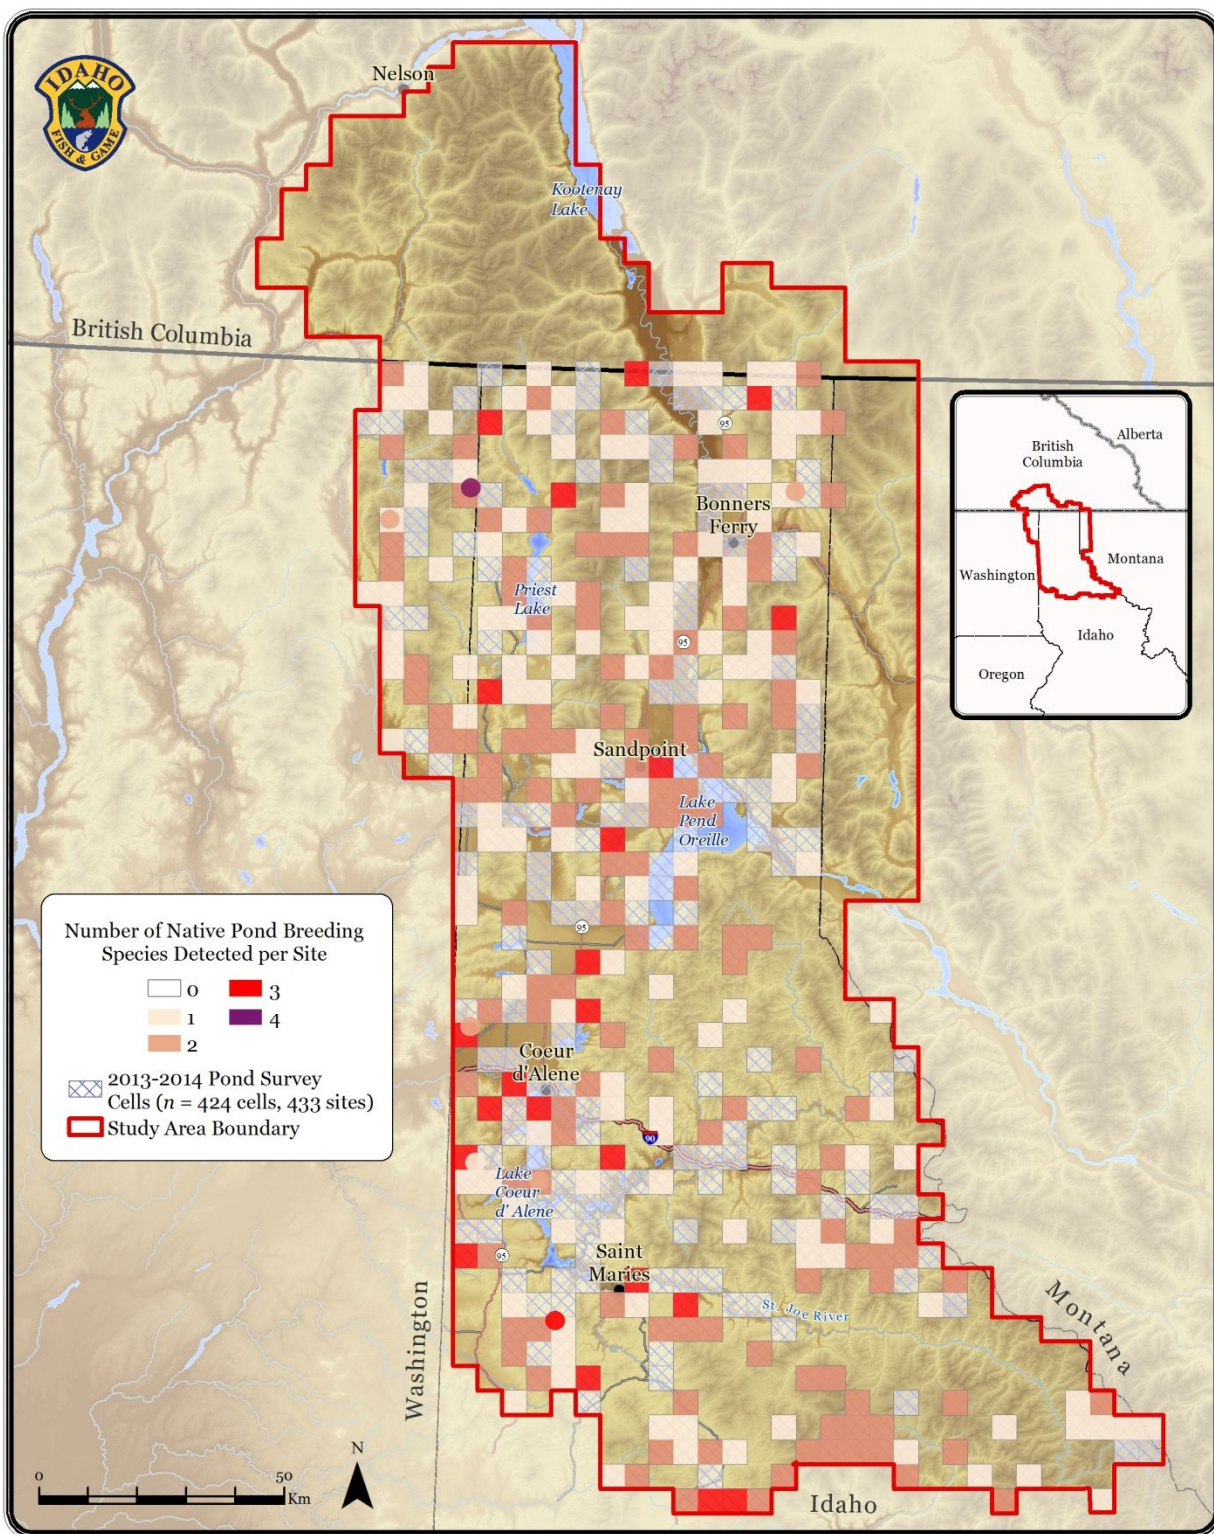 IDAHO
FISH & GAME
Nelson
Kootenay
Lake
British Columbia
95
Bonners
Ferry
Priest
Lake
95
Sandpoint
Lake
Pend
Oreille
95
Coeur
d'Alene
90
Lake
Coeur
d' Alene
95
Saint
Maries
St. Joe River
Washington
Montana
Idaho
British
Columbia
Alberta
Washington
Montana
Idaho
Oregon
Number of Native Pond Breeding
Species Detected per Site
0
3
1
4
2
2013-2014 Pond Survey
Cells (n = 424 cells, 433 sites)
Study Area Boundary
0
50
Km
N